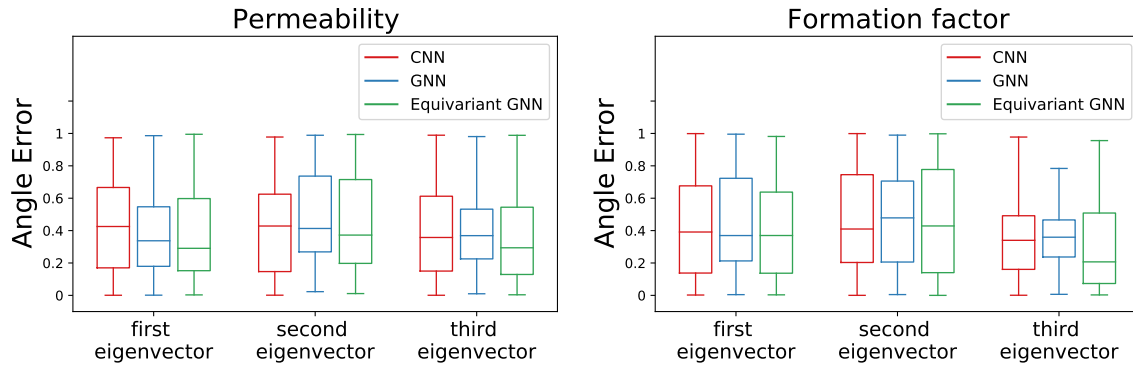 Permeability
Angle Error
1
0.8
0.6
0.4
0.2
0
CNN
GNN
Equivariant GNN
first
eigenvector
second
eigenvector
third
eigenvector
Formation factor
Angle Error
1
0.8
0.6
0.4
0.2
0
CNN
GNN
Equivariant GNN
first
eigenvector
second
eigenvector
third
eigenvector